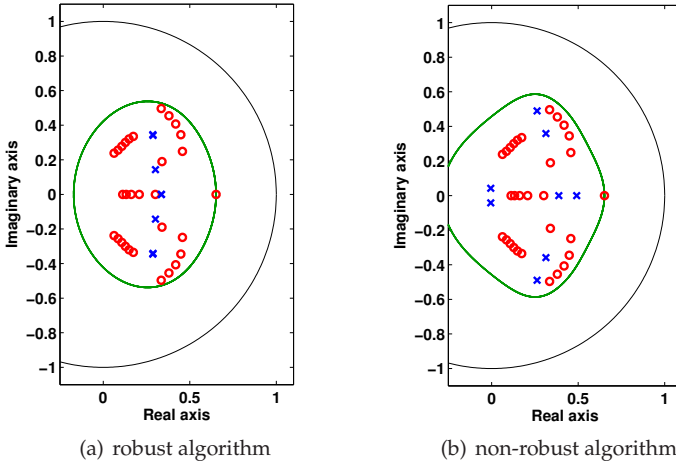 1
0.8
0.6
0.4
0.2
0
−0.2
−0.4
−0.6
−0.8
−1
Imaginary axis
0 0.5 1
Real axis
(a) robust algorithm
1
0.8
0.6
0.4
0.2
0
−0.2
−0.4
−0.6
−0.8
−1
Imaginary axis
0 0.5 1
Real axis
(b) non-robust algorithm